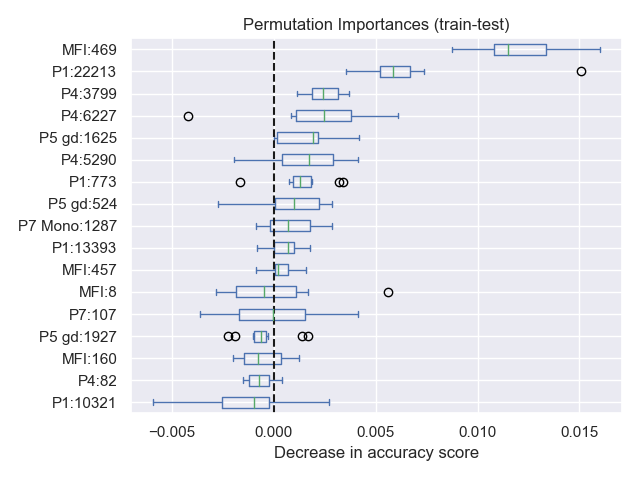 Permutation Importances (train-test)
MFI:469
P1:22213
P4:3799
P4:6227
P5 gd:1625
P4:5290
P1:773
P5 gd:524
P7 Mono:1287
P1:13393
MFI:457
MFI:8
P7:107
P5 gd:1927
MFI:160
P4:82
P1:10321
−0.005 0.000 0.005 0.010 0.015
Decrease in accuracy score